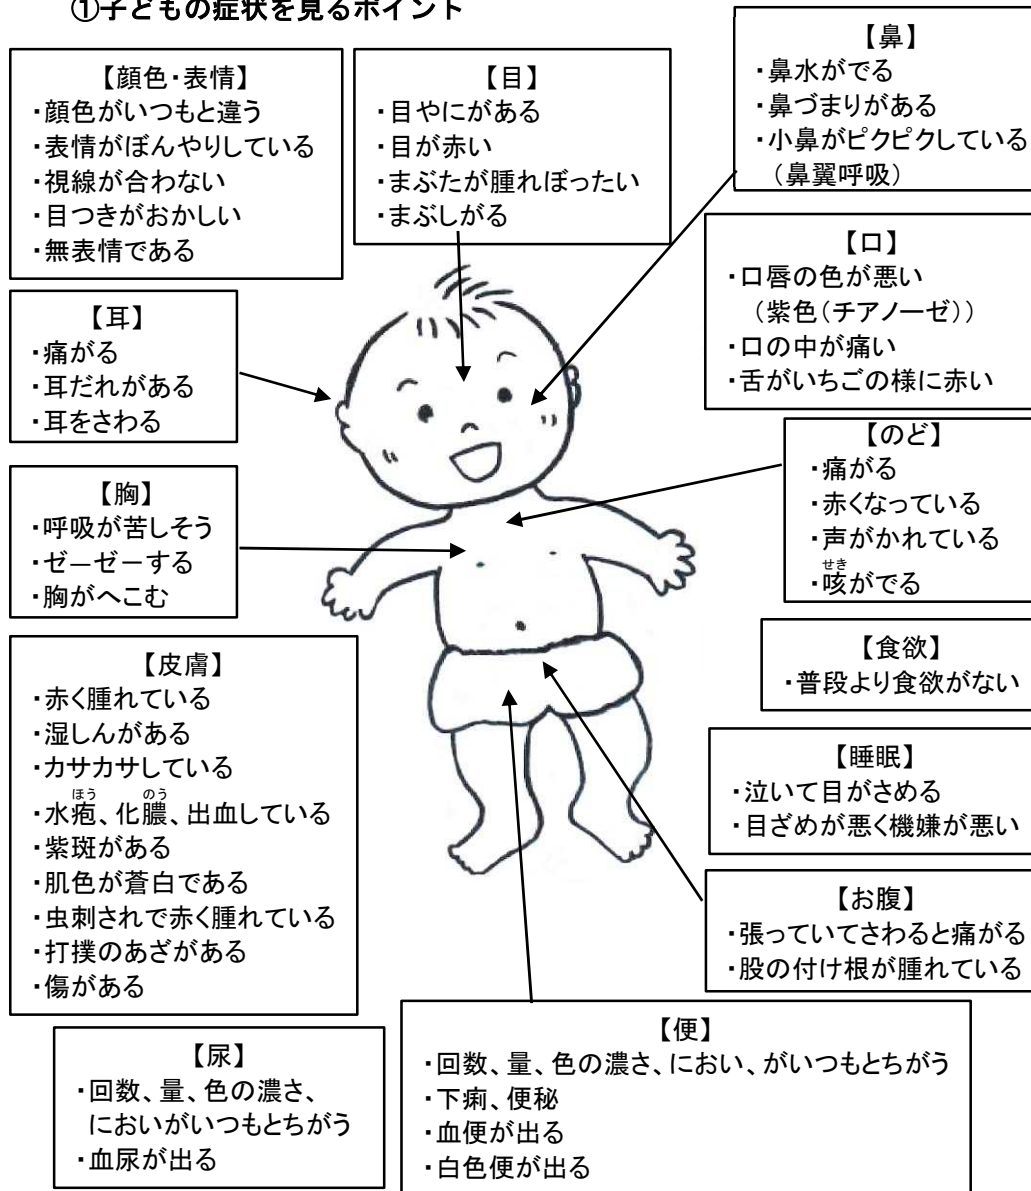 ①子どもの症状を見るポイント
【顔色・表情】
・顔色がいつもと違う
・表情がぼんやりしている
・視線が合わない
・目つきがおかしい
・無表情である
【目】
・目やにがある
・目が赤い
・まぶたが腫れぼったい
・まぶしがる
【鼻】
・鼻水がでる
・鼻づまりがある
・小鼻がピクピクしている
（鼻翼呼吸）
【口】
・口唇の色が悪い
（紫色（チアノーゼ））
・口の中が痛い
・舌がいちごの様に赤い
【耳】
・痛がる
・耳だれがある
・耳をさわる
【のど】
・痛がる
・赤くなっている
・声がかれている
せき
・咳がでる
【胸】
・呼吸が苦しそう
・ゼーゼーする
・胸がへこむ
【食欲】
・普段より食欲がない
【皮膚】
・赤く腫れている
・湿しんがある
・カサカサしている
ほう のう
・水疱、化膿、出血している
・紫斑がある
・肌色が蒼白である
・虫刺されで赤く腫れている
・打撲のあざがある
・傷がある
【睡眠】
・泣いて目がさめる
・目ざめが悪く機嫌が悪い
【お腹】
・張っていてさわると痛がる
・股の付け根が腫れている
【尿】
・回数、量、色の濃さ、
においがいつもとちがう
・血尿が出る
【便】
・回数、量、色の濃さ、におい、がいつもとちがう
・下痢、便秘
・血便が出る
・白色便が出る